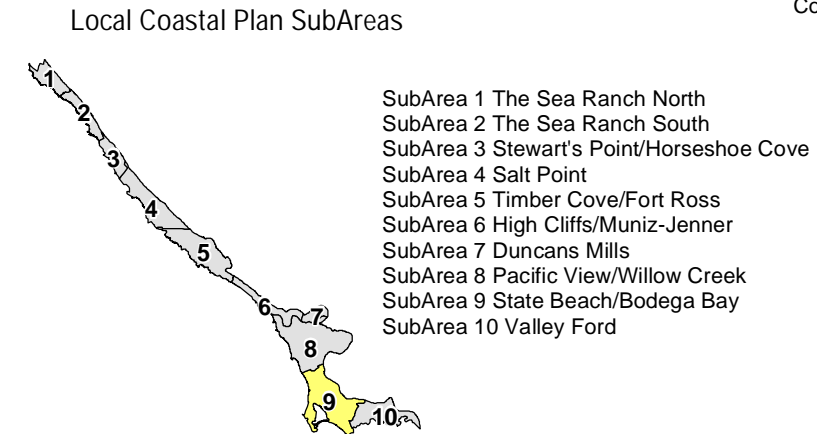 Co
Local Coastal Plan SubAreas
1
2
3
4
5
6
7
8
9
10
SubArea 1 The Sea Ranch North
SubArea 2 The Sea Ranch South
SubArea 3 Stewart's Point/Horseshoe Cove
SubArea 4 Salt Point
SubArea 5 Timber Cove/Fort Ross
SubArea 6 High Cliffs/Muniz-Jenner
SubArea 7 Duncans Mills
SubArea 8 Pacific View/Willow Creek
SubArea 9 State Beach/Bodega Bay
SubArea 10 Valley Ford